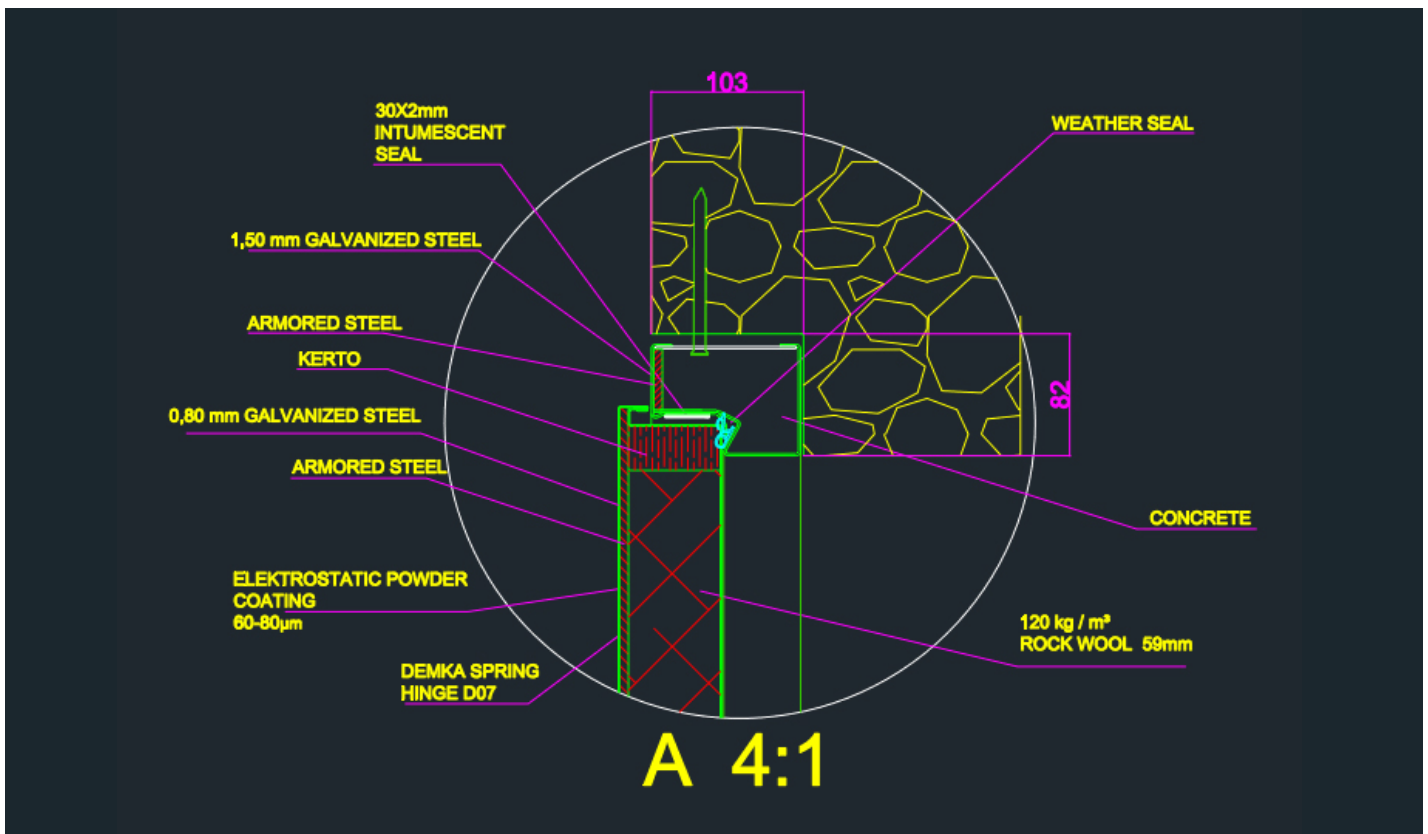 103
30X2mm
INTUMESCENT
SEAL
WEATHER SEAL
1,50 mm GALVANIZED STEEL
ARMORED STEEL
KERTO
82
0,80 mm GALVANIZED STEEL
ARMORED STEEL
CONCRETE
ELEKTROSTATIC POWDER
COATING
60-80µm
120 kg / m³
ROCK WOOL 59mm
DEMKA SPRING
HINGE D07
A 4:1